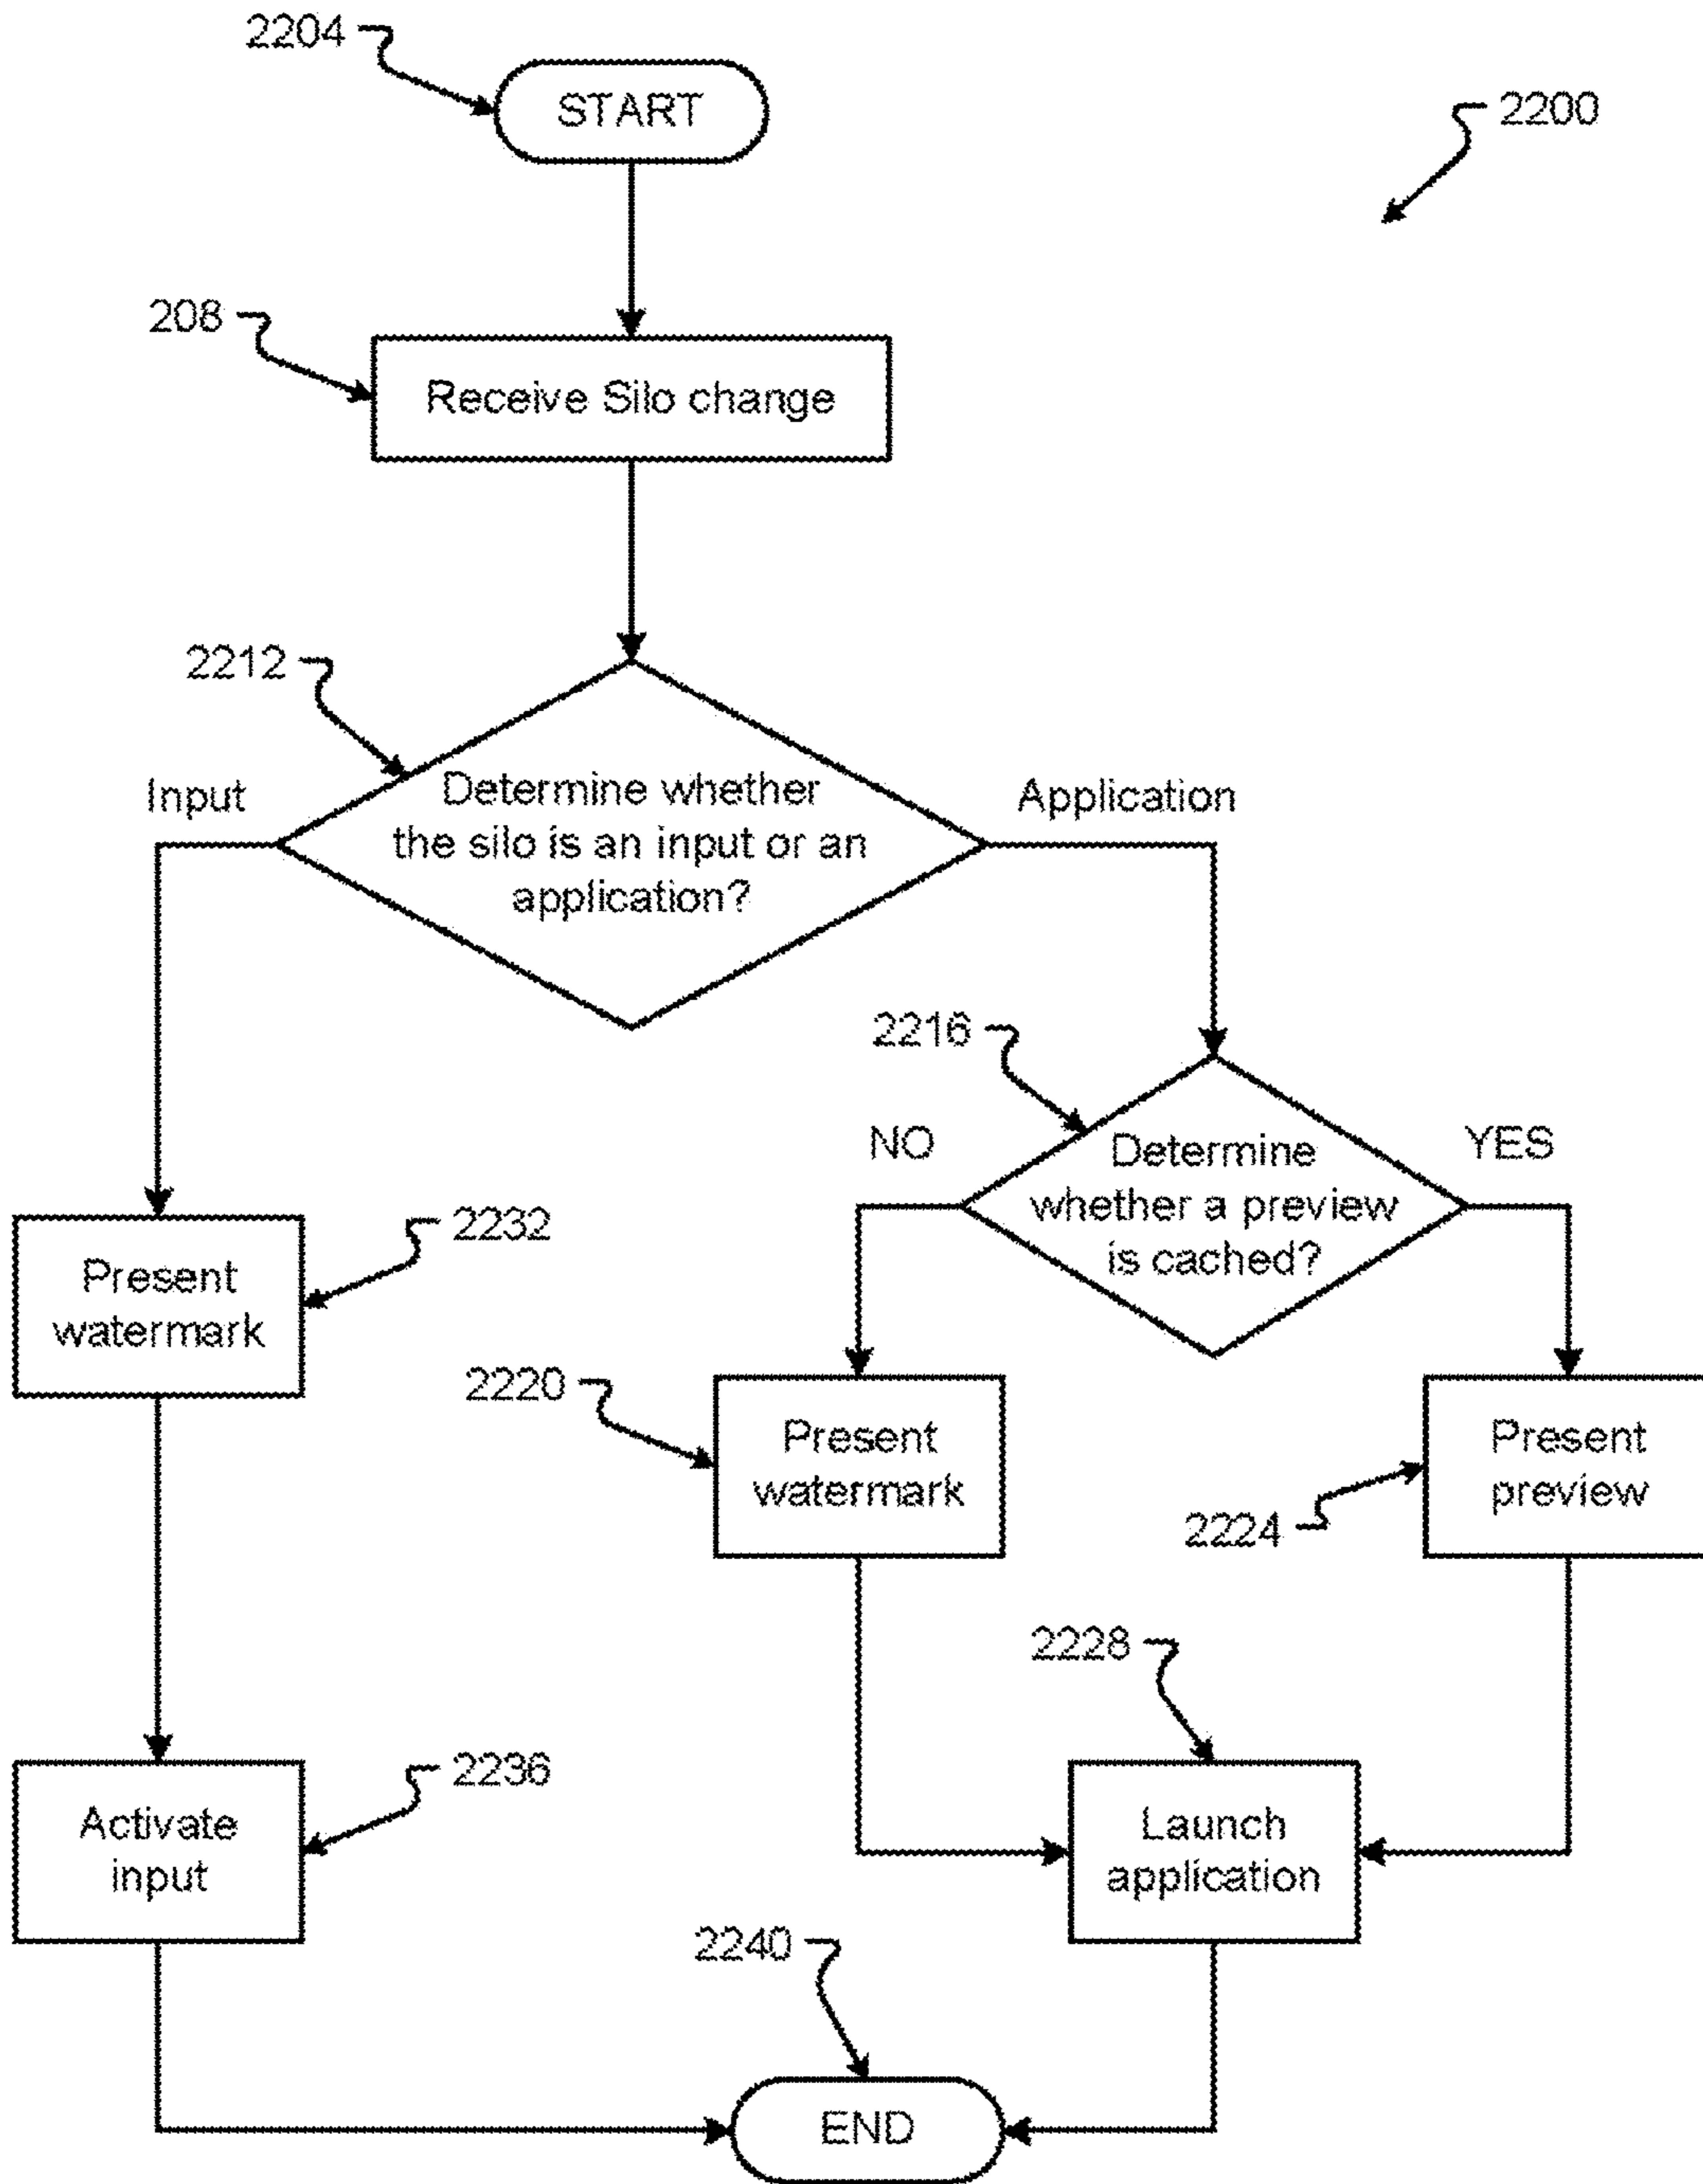 2204
START
2200
208
Receive Silo change
2212
Input
Determine whether
the silo is an input or an
application?
Application
2216
NO
Determine
whether a preview
is cached?
YES
2232
Present
watermark
2220
Present
watermark
Present
preview
2224
2228
2236
Activate
input
Launch
application
2240
END